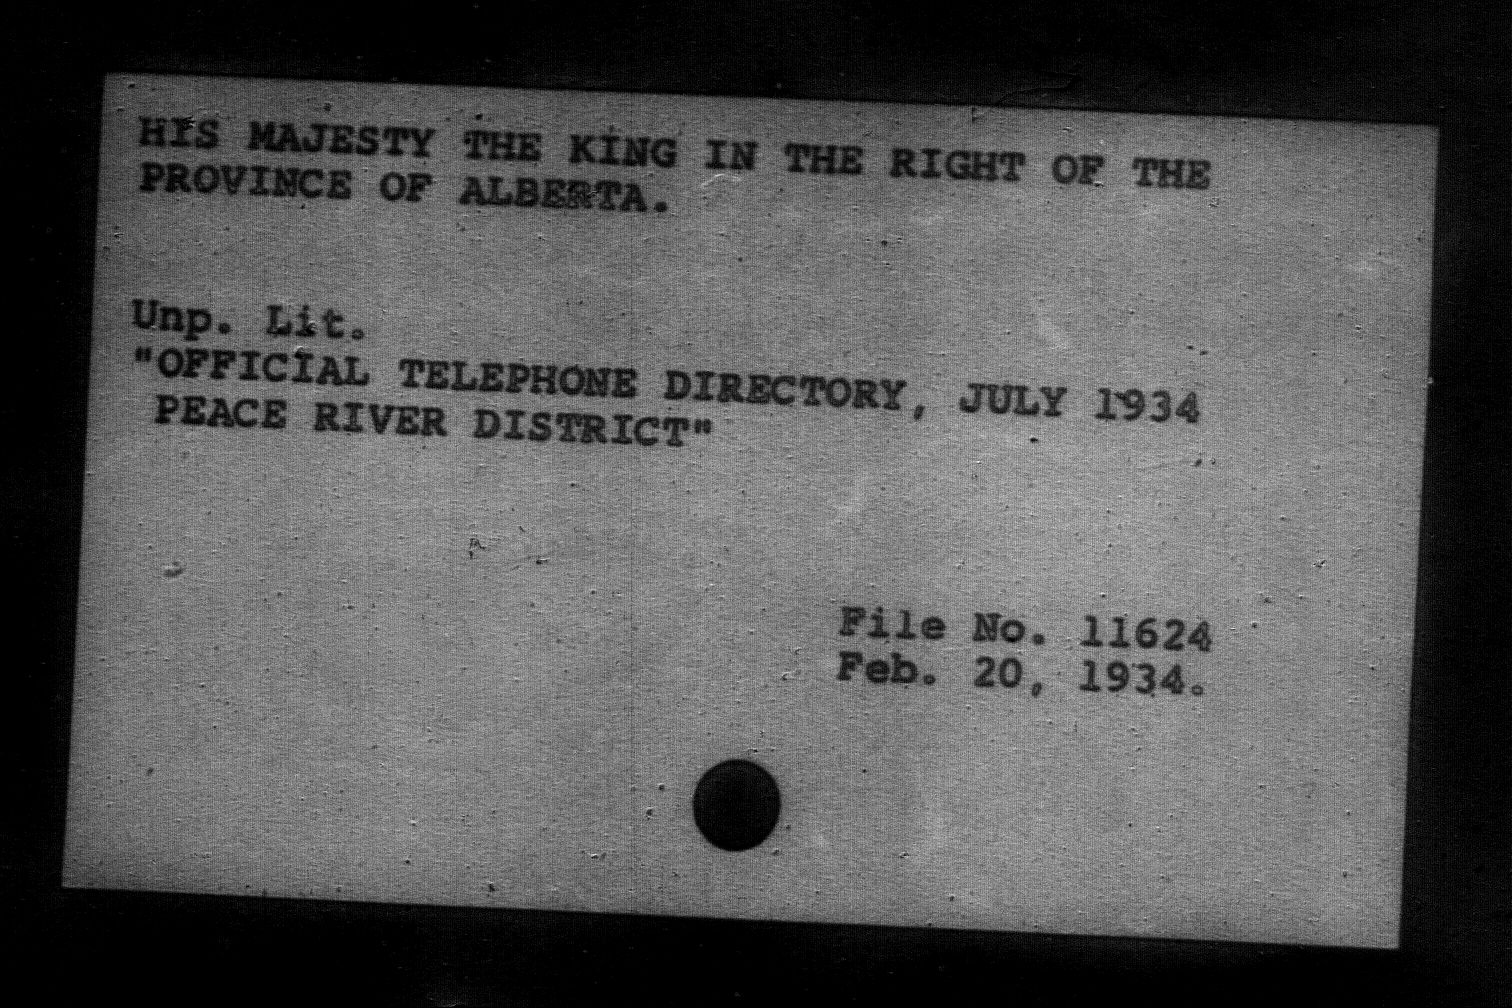 HIS MAJESTY THE KING IN THE RIGHT OF THE
PROVINCE OF ALBERTA.
Unp. Lit.
"OFFICIAL TELEPHONE DIRECTORY, JULY 1934
PEACE RIVER DISTRICT"
File No. 11624
Feb. 20, 1934.